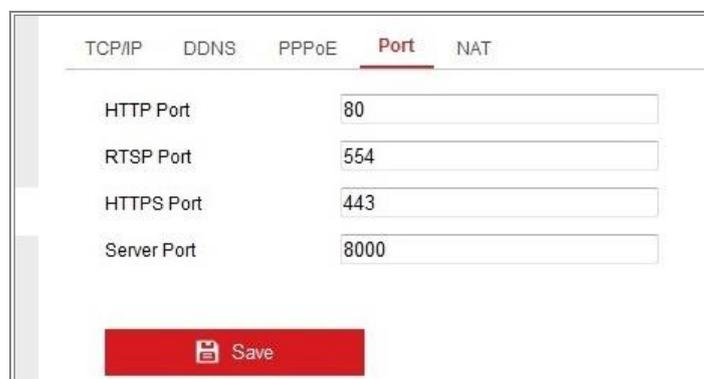 TCP/IP DDNS PPPoE Port NAT
HTTP Port 80
RTSP Port 554
HTTPS Port 443
Server Port 8000
Save